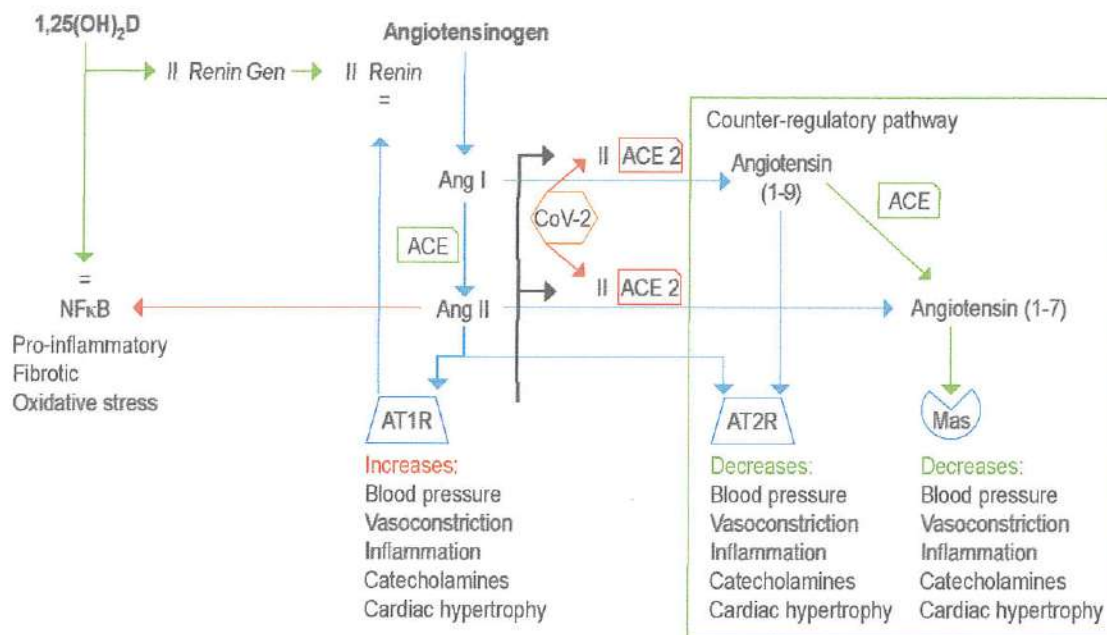 1,25(OH)₂D
Angiotensinogen
II Renin Gen
II Renin
=
Counter-regulatory pathway
II ACE 2
Ang I
Angiotensin
(1-9)
ACE
CoV-2
ACE
=
II ACE 2
NFκB
Ang II
Angiotensin (1-7)
Pro-inflammatory
Fibrotic
Oxidative stress
AT1R
AT2R
Mas
Increases:
Blood pressure
Vasoconstriction
Inflammation
Catecholamines
Cardiac hypertrophy
Decreases:
Blood pressure
Vasoconstriction
Inflammation
Catecholamines
Cardiac hypertrophy
Decreases:
Blood pressure
Vasoconstriction
Inflammation
Catecholamines
Cardiac hypertrophy